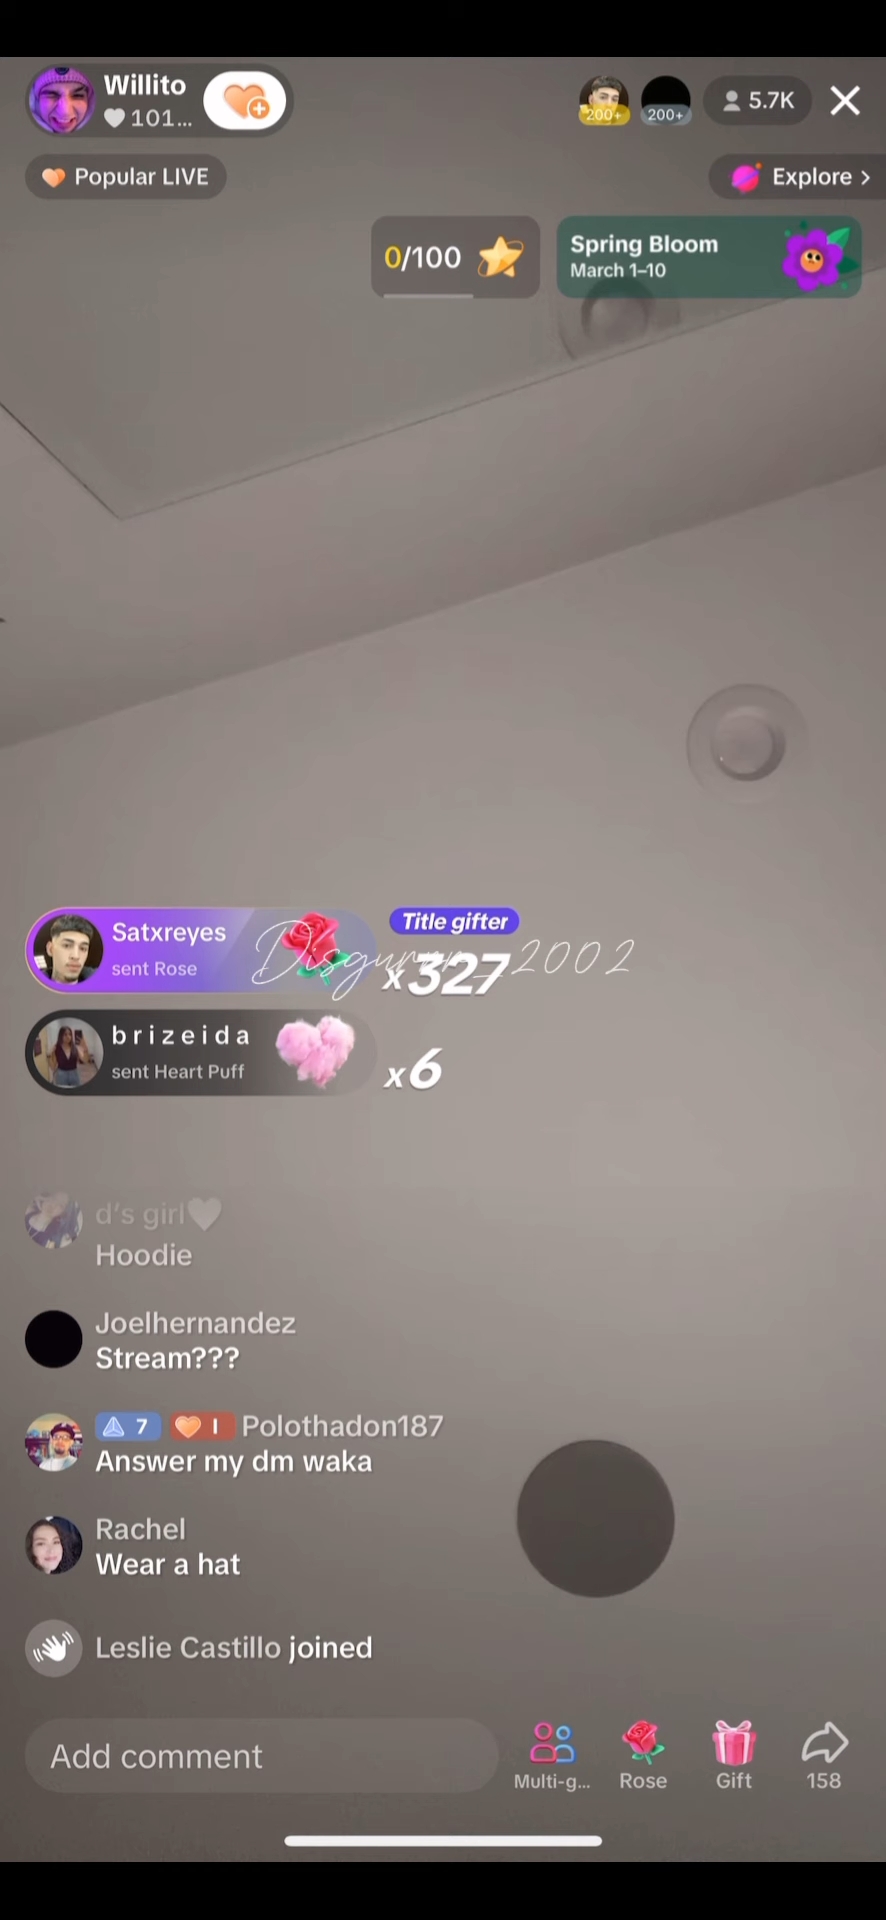 Willito
101...
200+
200+
5.7K
Popular LIVE
Explore >
0/100
Spring Bloom
March 1–10
Satxreyes
sent Rose
Title gifter
x327
2002
b r i z e i d a
sent Heart Puff
x6
d's girl
Hoodie
Joelhernandez
Stream???
7
1
Polothadon187
Answer my dm waka
Rachel
Wear a hat
Leslie Castillo joined
Add comment
Multi-g...
Rose
Gift
158